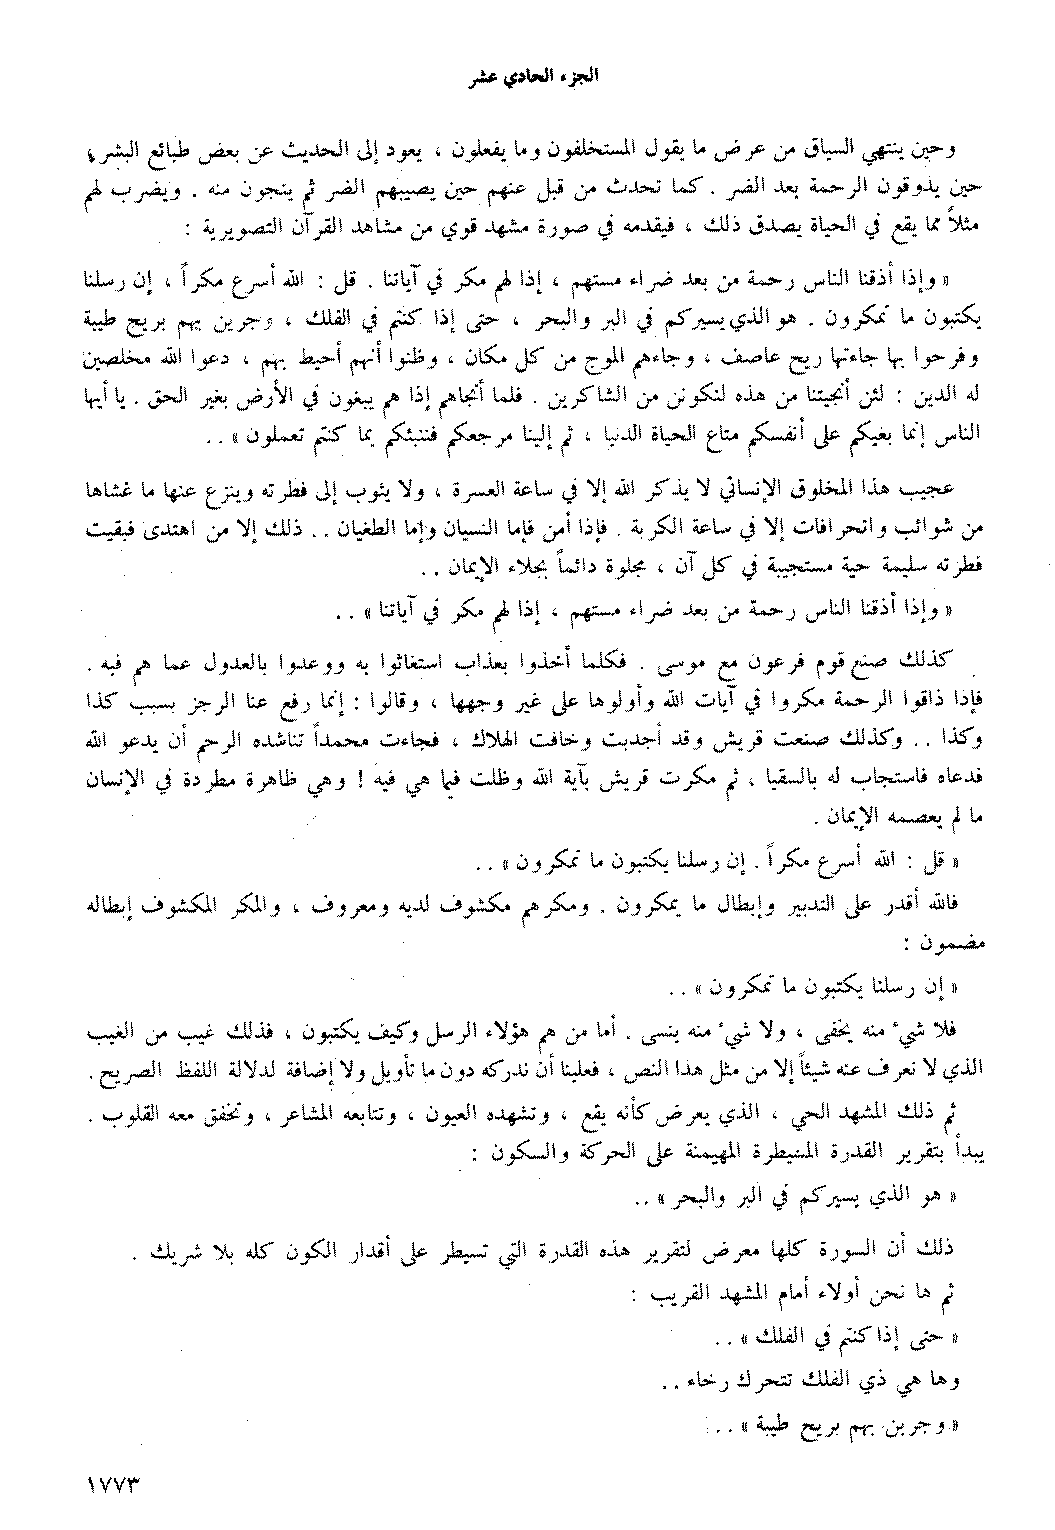 الجزء الحادي عشر
وحين ينتهي السياق من عرض ما يقول المستخلفون وما يفعلون ، يعود إلى الحديث عن بعض طبائع البشر ،
حين يذوقون الرحمة بعد الضر . كما تحدث من قبل عنهم حين يصيبهم الضر ثم ينجون منه . ويضرب لهم
مثلاً مما يقع في الحياة يصدق ذلك ، فيقدمه في صورة مشهد قوي من مشاهد القرآن التصويرية :
« وإذا أذقنا الناس رحمة من بعد ضراء مستهم ، إذا لهم مكر في آياتنا . قل : الله أسرع مكراً ، إن رسلنا
يكتبون ما تمكرون . هو الذي يسيركم في البر والبحر ، حتى إذا كنتم في الفلك ، وجرين بهم بريح طيبة
وفرحوا بها جاءتها ريح عاصف ، وجاءهم الموج من كل مكان ، وظنوا أنهم أحيط بهم ، دعوا الله مخلصين
له الدين : لئن أنجيتنا من هذه لنكونن من الشاكرين . فلما أنجاهم إذا هم يبغون في الأرض بغير الحق . يا أيها
الناس إنما بغيكم على أنفسكم متاع الحياة الدنيا ، ثم إلينا مرجعكم فننبئكم بما كنتم تعملون » ..
عجيب هذا المخلوق الإنساني لا يذكر الله إلا في ساعة العسرة ، ولا يثوب إلى فطرته وينزع عنها ما غشاها
من شوائب وانحرافات إلا في ساعة الكربة . فإذا أمن فإما النسيان وإما الطغيان .. ذلك إلا من اهتدى فبقيت
فطرته سليمة حية مستجيبة في كل آن ، مجلوة دائماً بجلاء الإيمان ..
« وإذا أذقنا الناس رحمة من بعد ضراء مستهم ، إذا لهم مكر في آياتنا » ..
كذلك صنع قوم فرعون مع موسى . فكلما أخذوا بعذاب استغاثوا به ووعدوا بالعدول عما هم فيه .
فإذا ذاقوا الرحمة مكروا في آيات الله وأولوها على غير وجهها ، وقالوا : إنما رفع عنا الرجز بسبب كذا
وكذا .. وكذلك صنعت قريش وقد أجدبت وخافت الهلاك ، فجاءت محمداً تناشده الرحم أن يدعو الله
فدعاه فاستجاب له بالسقيا ، ثم مكرت قريش بآية الله وظلت فيما هي فيه ! وهي ظاهرة مطردة في الإنسان
ما لم يعصمه الإيمان .
« قل : الله أسرع مكراً . إن رسلنا يكتبون ما تمكرون » ..
فالله أقدر على التدبير وإبطال ما يمكرون . ومكرهم مكشوف لديه ومعروف ، والمكر المكشوف إبطاله
مضمون :
« إن رسلنا يكتبون ما تمكرون » ..
فلا شيء منه يخفى ، ولا شيء منه ينسى . أما من هم هؤلاء الرسل وكيف يكتبون ، فذلك غيب من الغيب
الذي لا نعرف عنه شيئاً إلا من مثل هذا النص ، فعلينا أن ندركه دون ما تأويل ولا إضافة لدلالة اللفظ الصريح .
ثم ذلك المشهد الحي ، الذي يعرض كأنه يقع ، وتشهده العيون ، وتتابعه المشاعر ، وتخفق معه القلوب .
يبدأ بتقرير القدرة المسيطرة المهيمنة على الحركة والسكون :
« هو الذي يسيركم في البر والبحر » ..
ذلك أن السورة كلها معرض لتقرير هذه القدرة التي تسيطر على أقدار الكون كله بلا شريك .
ثم ها نحن أولاء أمام المشهد القريب :
« حتى إذا كنتم في الفلك » ..
وها هي ذي الفلك تتحرك رخاء ..
« وجرين بهم بريح طيبة » ..
١٧٧٣